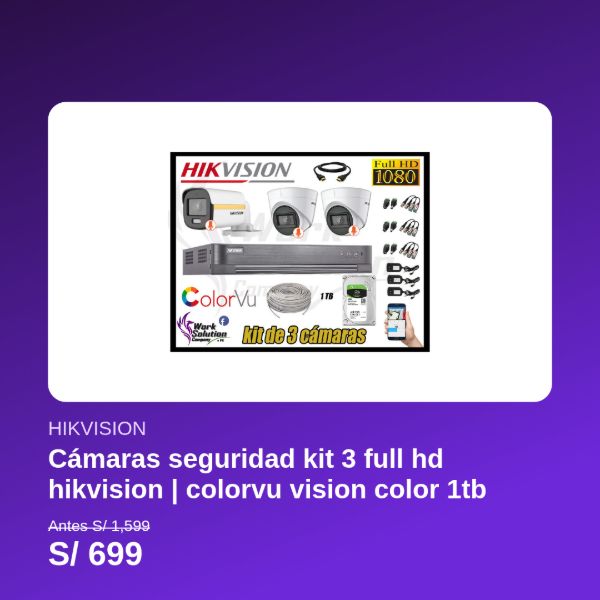 HIKVISION
Full HD
1080
ColorVu
1 TB
Work
Solution
Company
kit de 3 cámaras
HIKVISION
Cámaras seguridad kit 3 full hd
hikvision | colorvu vision color 1tb
Antes S/ 1,599
S/ 699